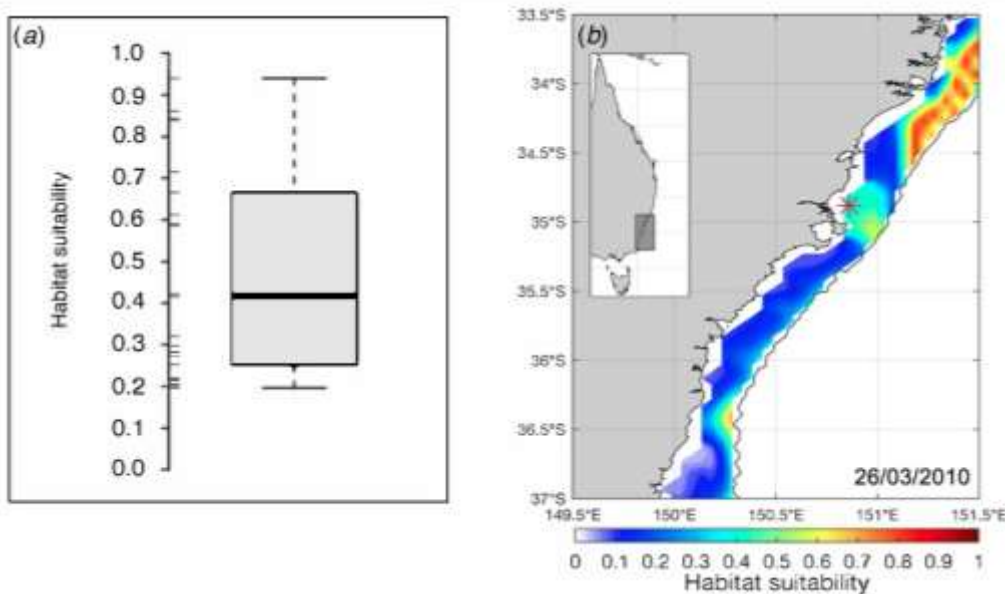 (a)
Habitat suitability
1.0
0.9
0.8
0.7
0.6
0.5
0.4
0.3
0.2
0.1
0.0
(b)
33.5°S
34°S
34.5°S
35°S
35.5°S
36°S
36.5°S
37°S
26/03/2010
149.5°E 150°E 150.5°E 151°E 151.5°E
0 0.1 0.2 0.3 0.4 0.5 0.6 0.7 0.8 0.9 1
Habitat suitability